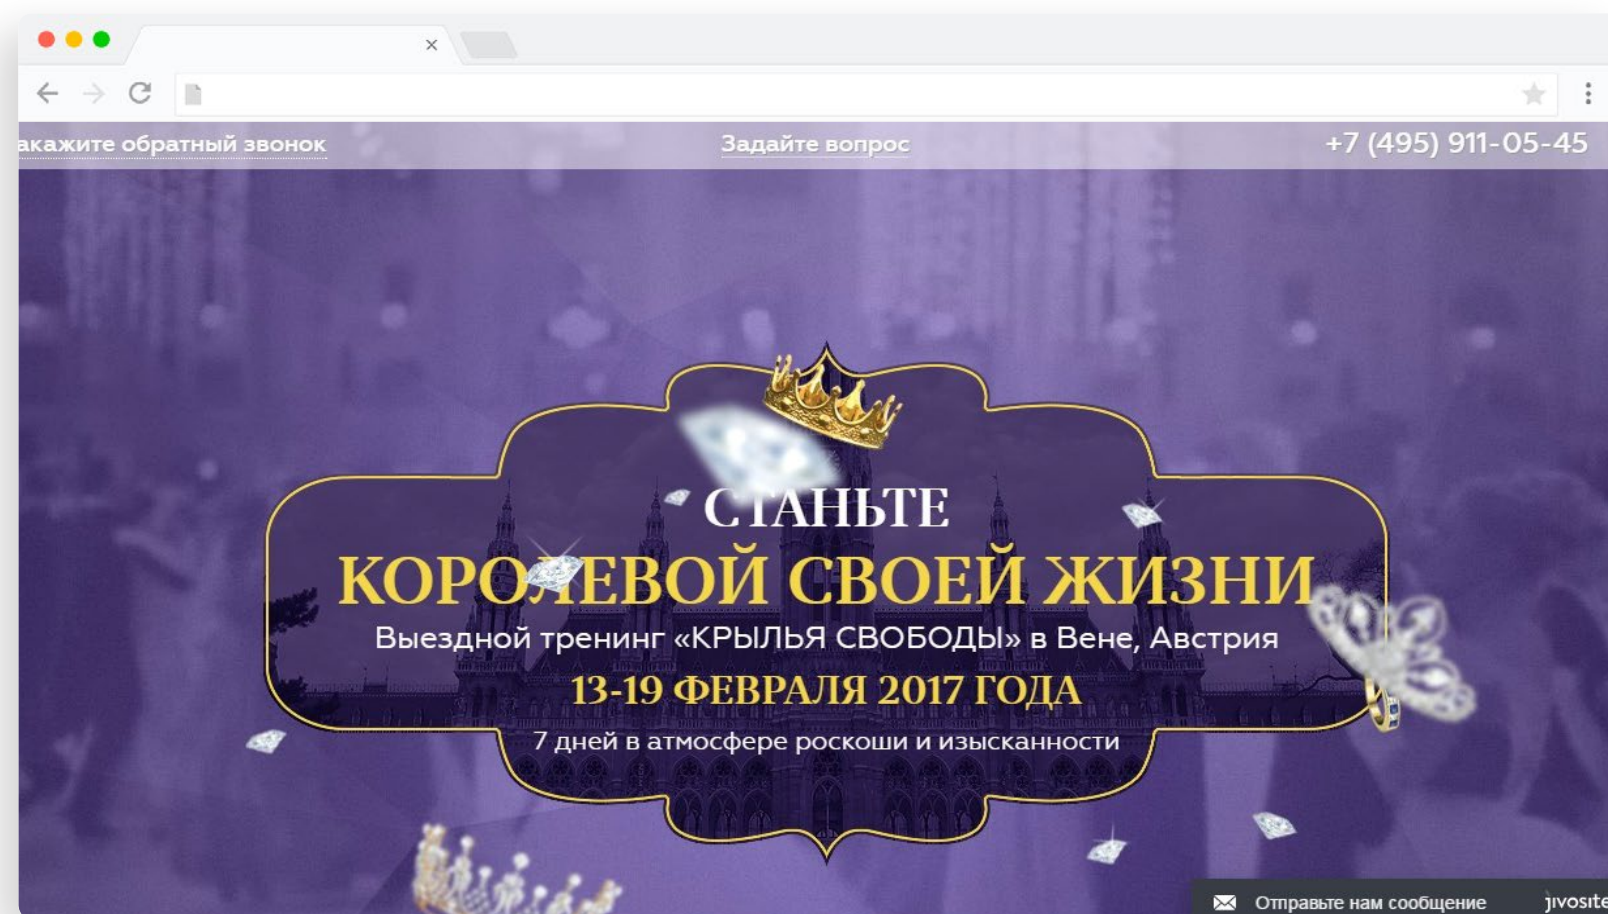 акажите обратный звонок
Задайте вопрос
+7 (495) 911-05-45
СТАНЬТЕ
КОРОЛЕВОЙ СВОЕЙ ЖИЗНИ
Выездной тренинг «КРЫЛЬЯ СВОБОДЫ» в Вене, Австрия
13-19 ФЕВРАЛЯ 2017 ГОДА
7 дней в атмосфере роскоши и изысканности
Отправьте нам сообщение
jivosite